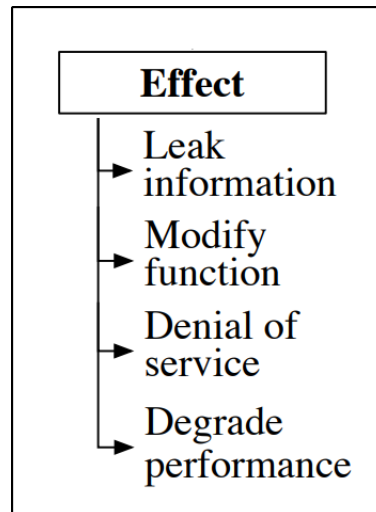 Effect
Leak
information
Modify
function
Denial of
service
Degrade
performance